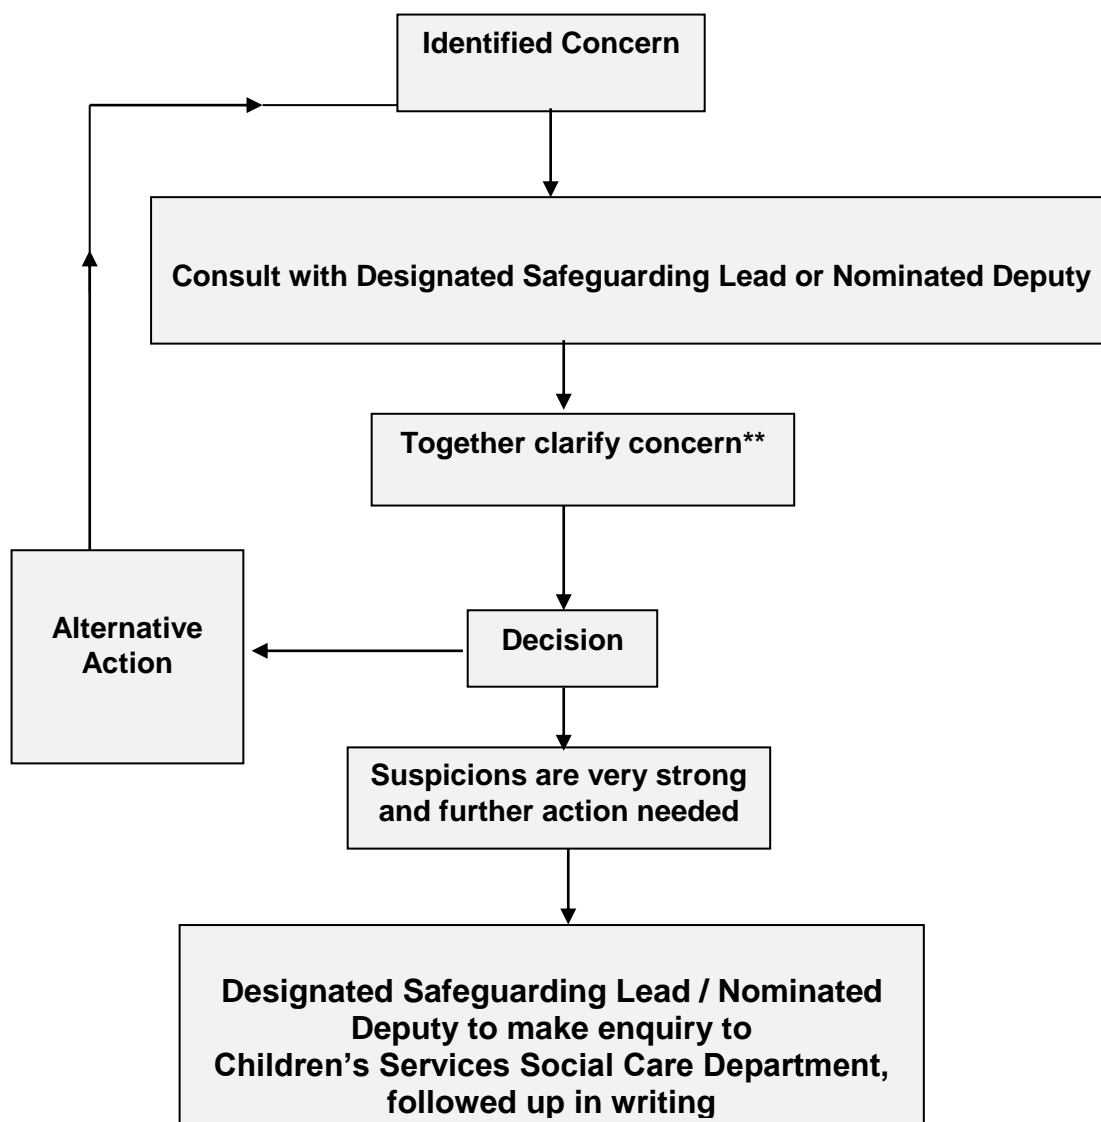 Identified Concern
Consult with Designated Safeguarding Lead or Nominated Deputy
Together clarify concern**
Alternative
Action
Decision
Suspicions are very strong
and further action needed
Designated Safeguarding Lead / Nominated
Deputy to make enquiry to
Children’s Services Social Care Department,
followed up in writing